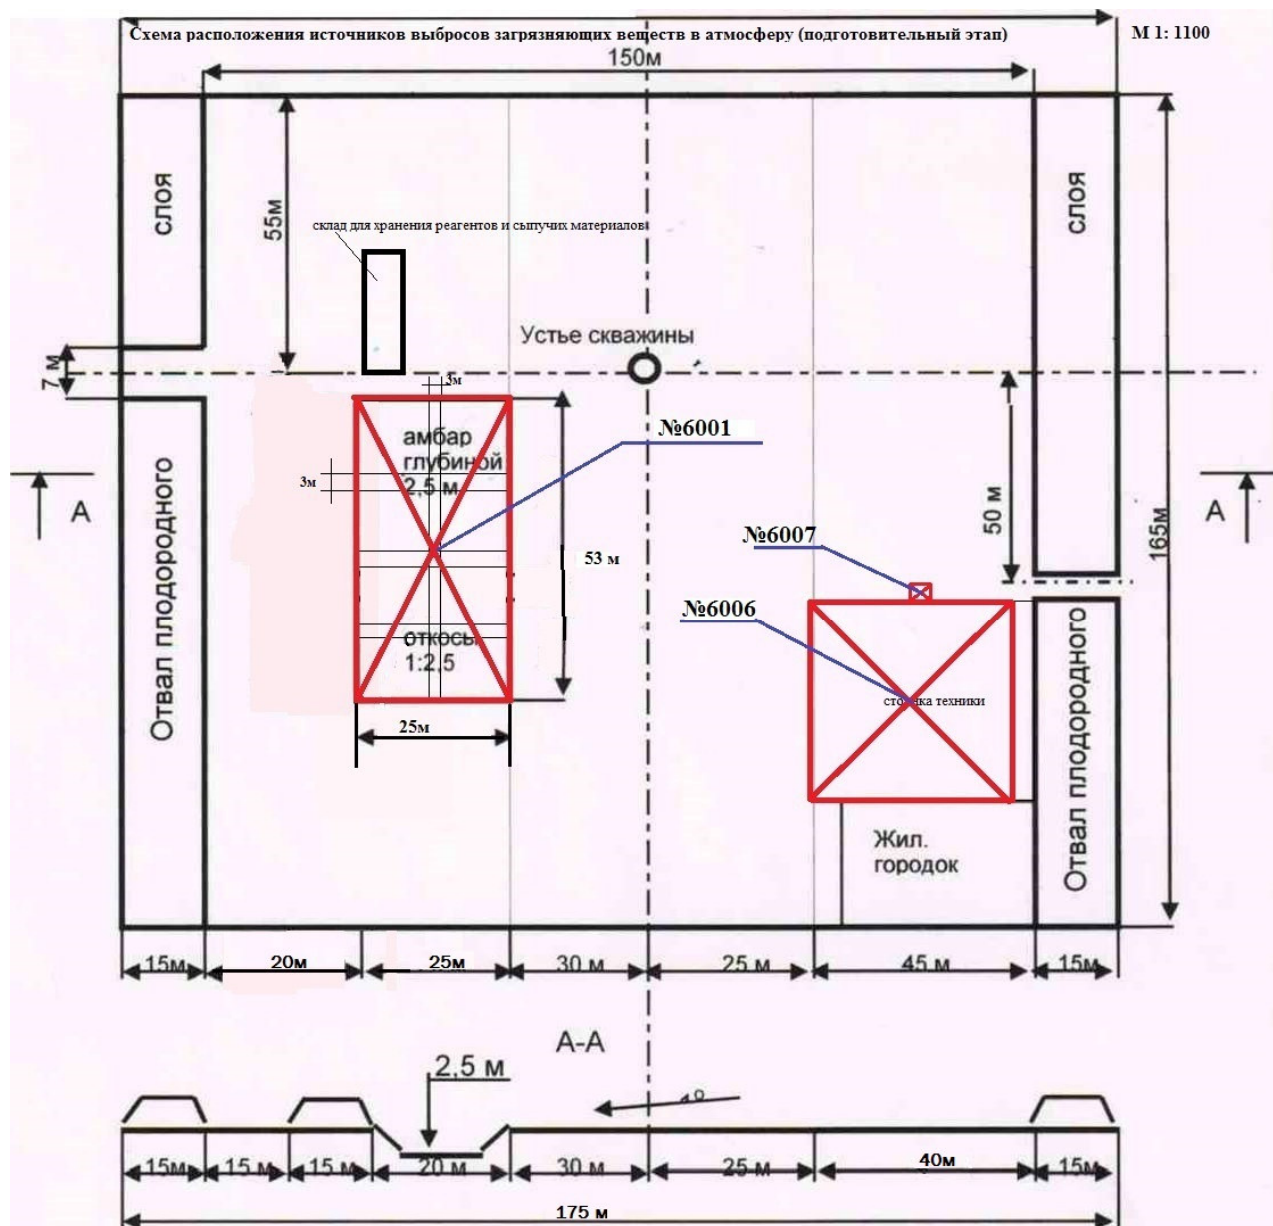 Схема расположения источников выбросов загрязняющих веществ в атмосферу (подготовительный этап)
М 1: 1100
150м
слоя
55м
слоя
склад для хранения реагентов и сыпучих материалов
Устье скважины
7 м
3м
№6001
амбар
глубиной
2,5 м
3м
А
А
50 м
165м
№6007
53 м
№6006
откосы
1:2,5
стоянка техники
25м
Отвал плодородного
Отвал плодородного
Жил.
городок
15м
20м
25м
30 м
25 м
45 м
15м
А-А
2,5 м
15м
15 м
15 м
20 м
30 м
25 м
40м
15м
175 м